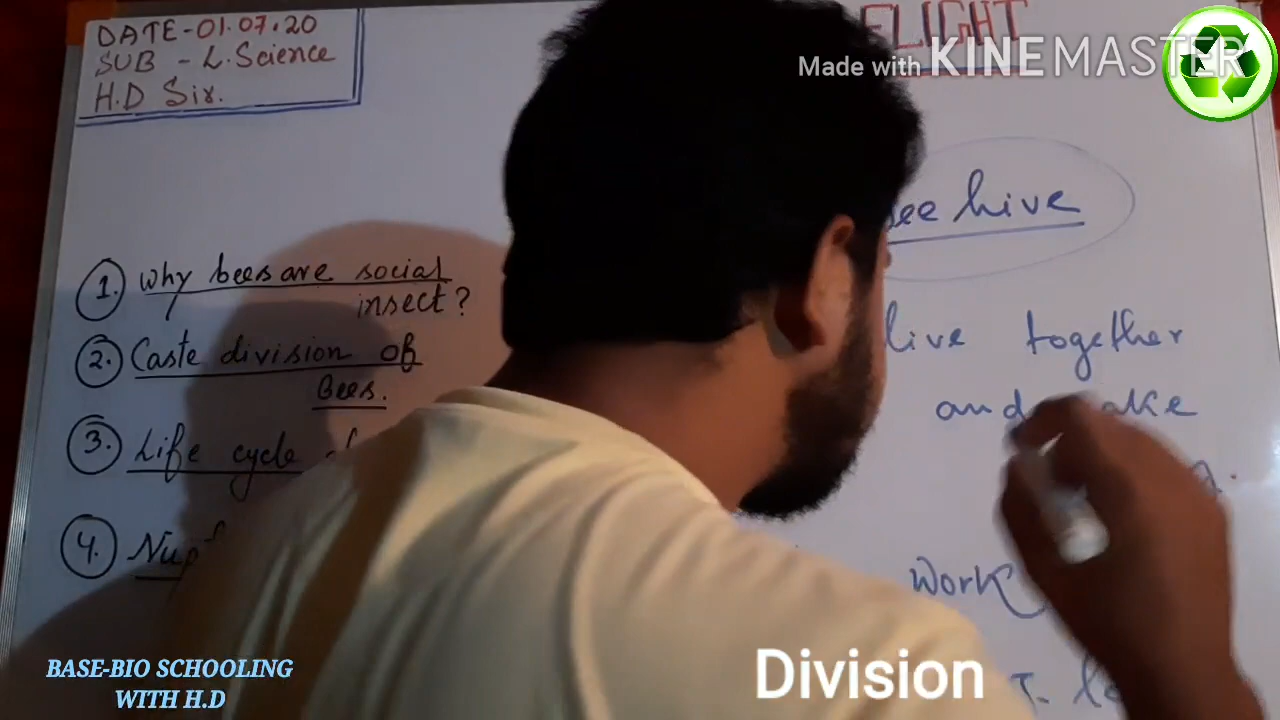 DATE-01.07.20
SUB - L.Science
H.D Sir.
FLIGHT
Made with KINEMASTER
bee hive
1. Why bees are social
insect?
2. Caste division of
Bees.
3. Life cycle
4.
live together
and
work
Division
BASE-BIO SCHOOLING
WITH H.D